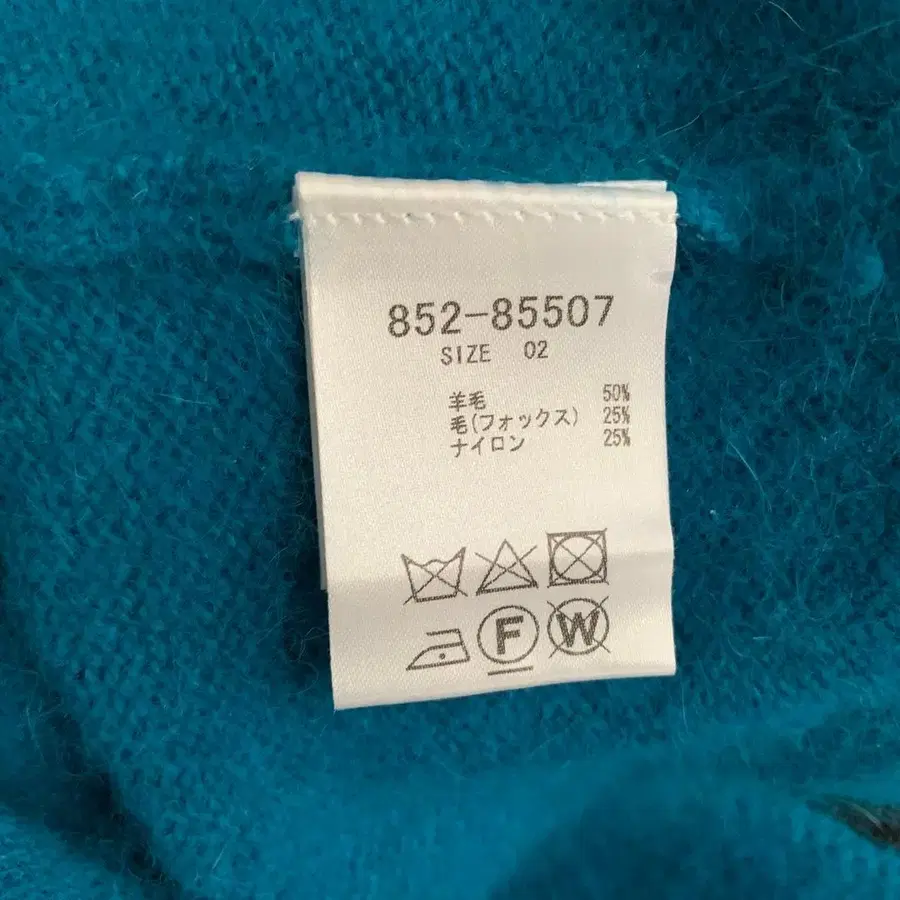 852-85507
SIZE 02
羊毛 50%
毛(フォックス) 25%
ナイロン 25%
F W